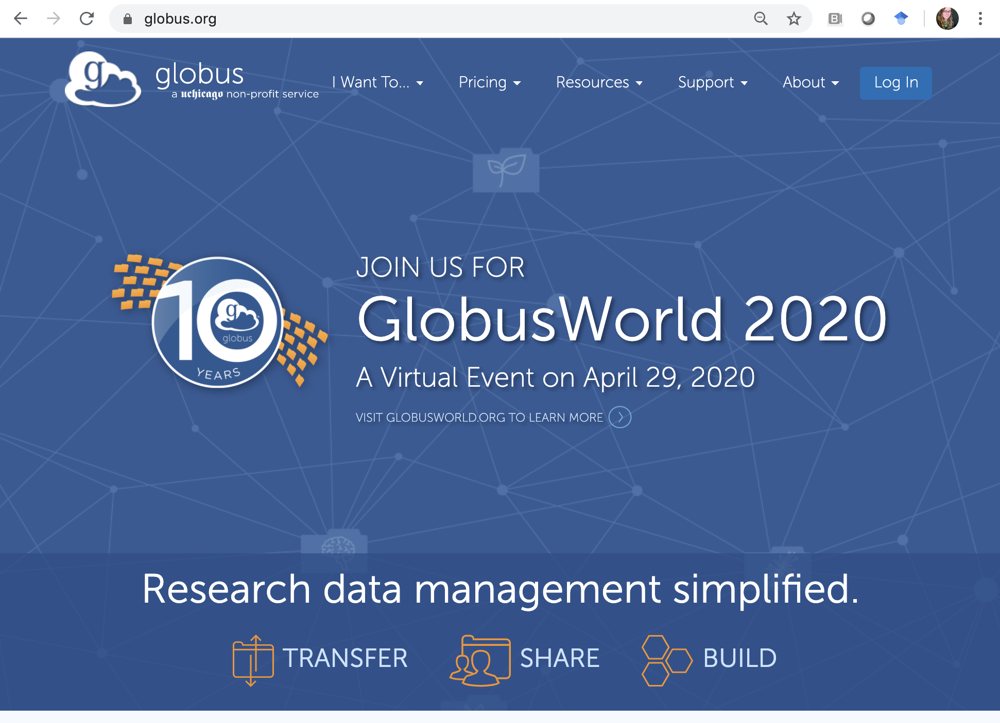 globus.org
B
g
globus
a uchicago non-profit service
I Want To...
Pricing
Resources
Support
About
Log In
JOIN US FOR
GlobusWorld 2020
A Virtual Event on April 29, 2020
VISIT GLOBUSWORLD.ORG TO LEARN MORE
10
g
globus
YEARS
Research data management simplified.
TRANSFER
SHARE
BUILD